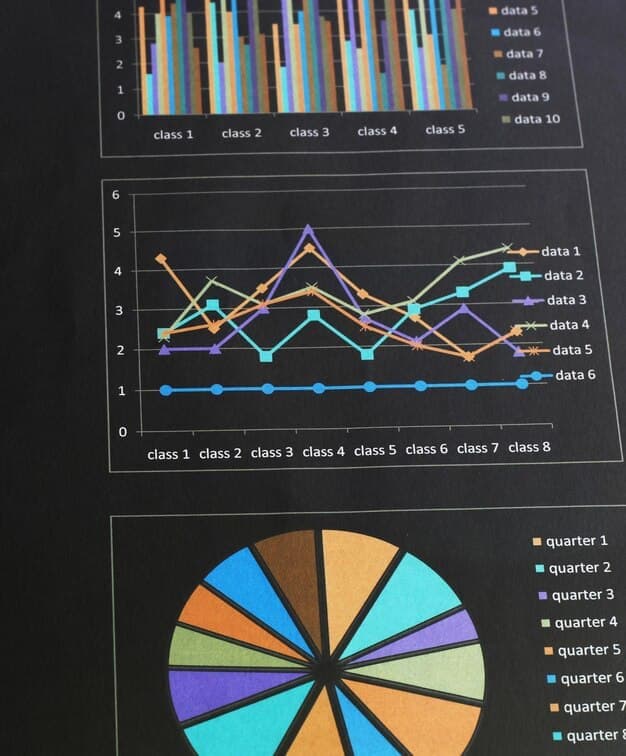 4
3
2
1
0
class 1 class 2 class 3 class 4 class 5
data 5
data 6
data 7
data 8
data 9
data 10
6
5
4
3
2
1
0
class 1 class 2 class 3 class 4 class 5 class 6 class 7 class 8
data 1
data 2
data 3
data 4
data 5
data 6
quarter 1
quarter 2
quarter 3
quarter 4
quarter 5
quarter 6
quarter 7
quarter 8